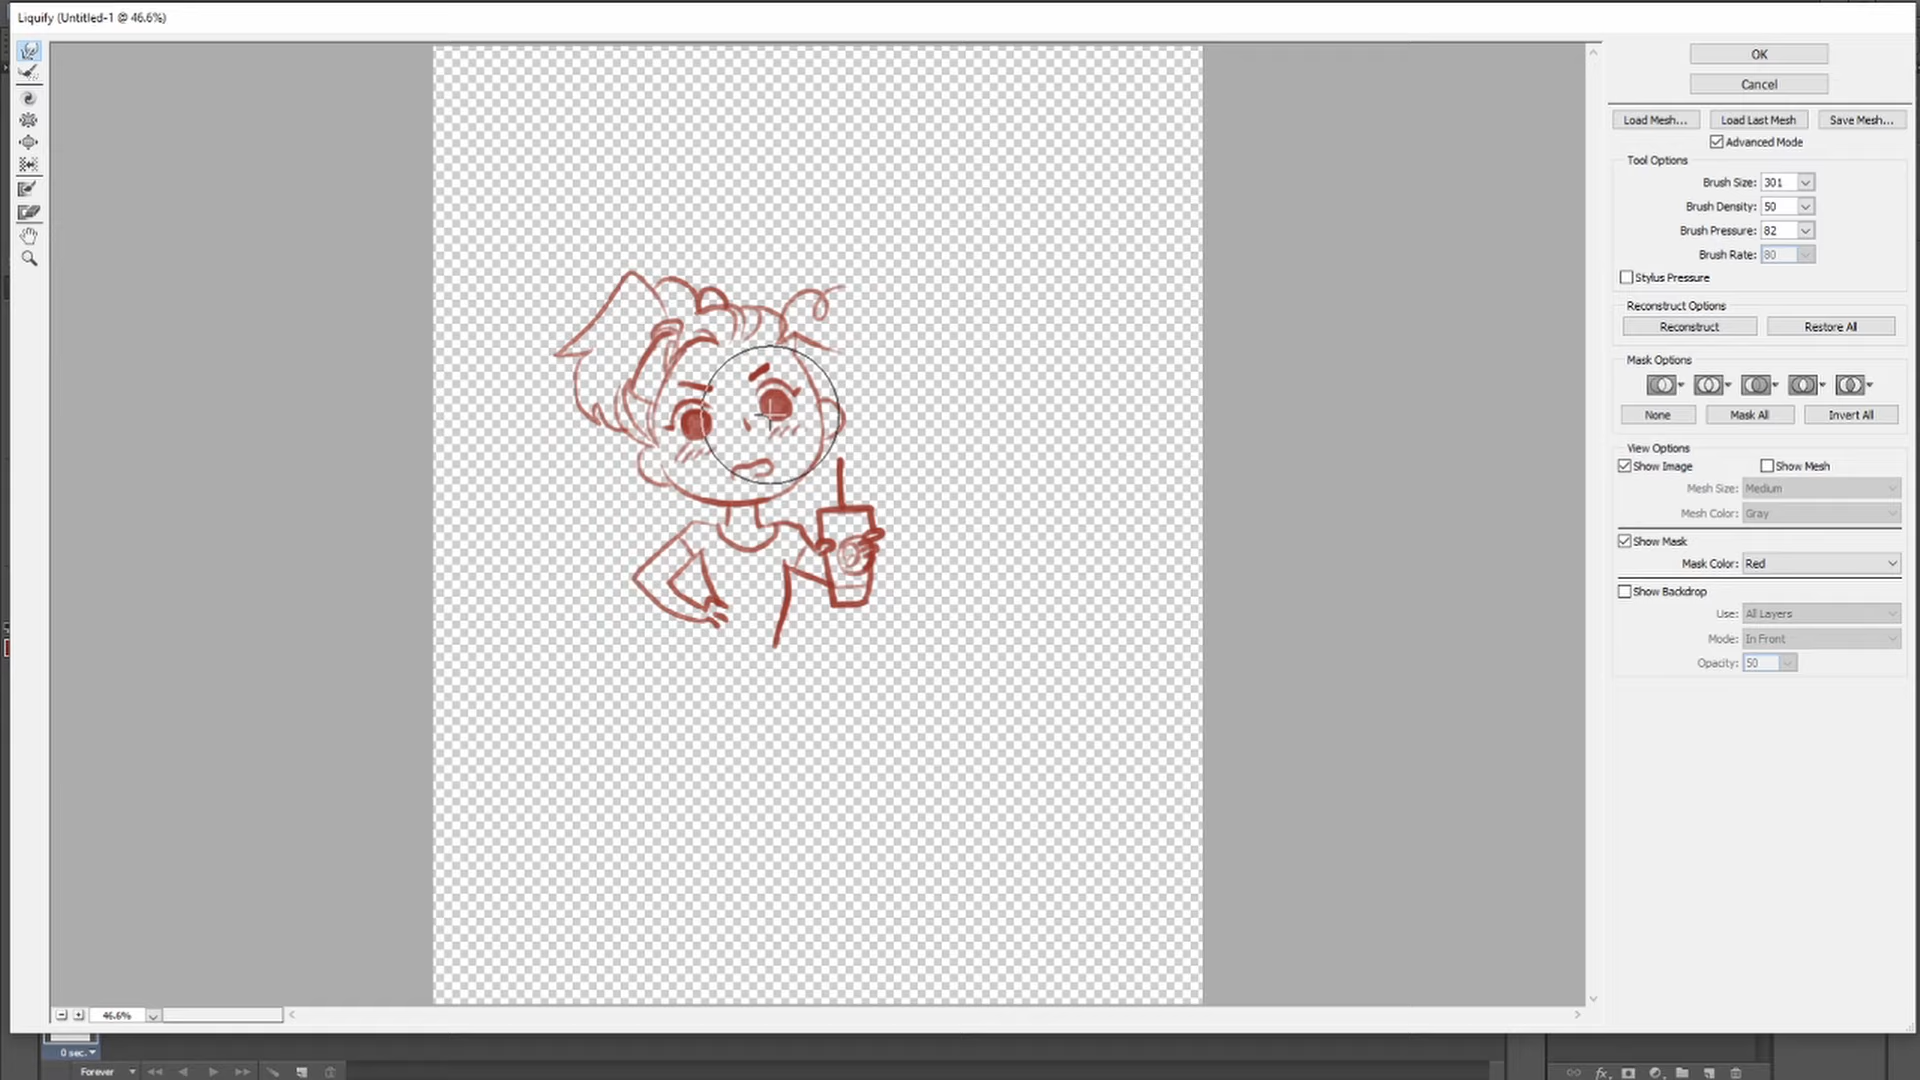 Liquify (Untitled-1 @ 46.6%)
OK
Cancel
Load Mesh... Load Last Mesh Save Mesh...
Advanced Mode
Tool Options
Brush Size: 301
Brush Density: 50
Brush Pressure: 82
Brush Rate: 80
Stylus Pressure
Reconstruct Options
Reconstruct Restore All
Mask Options
None Mask All Invert All
View Options
Show Image Show Mesh
Mesh Size: Medium
Mesh Color: Gray
Show Mask
Mask Color: Red
Show Backdrop
Use: All Layers
Mode: In Front
Opacity: 50
46.6%
0 sec.
Forever
fx